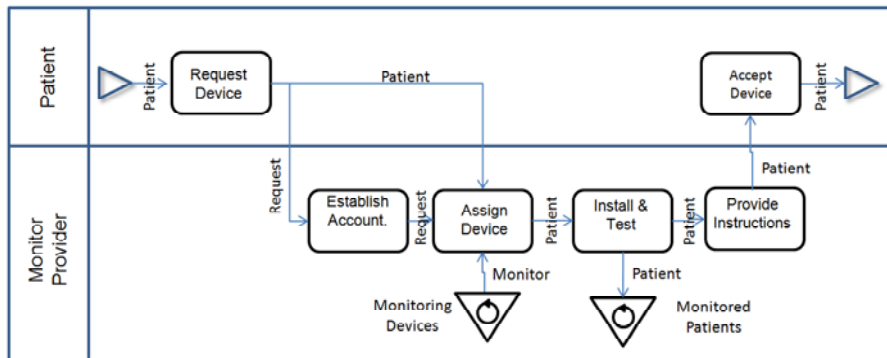 Patient
Patient
Request
Device
Patient
Accept
Device
Patient
Monitor
Provider
Request
Establish
Account.
Request
Assign
Device
Patient
Install &
Test
Patient
Provide
Instructions
Patient
Monitor
Monitoring
Devices
Patient
Monitored
Patients